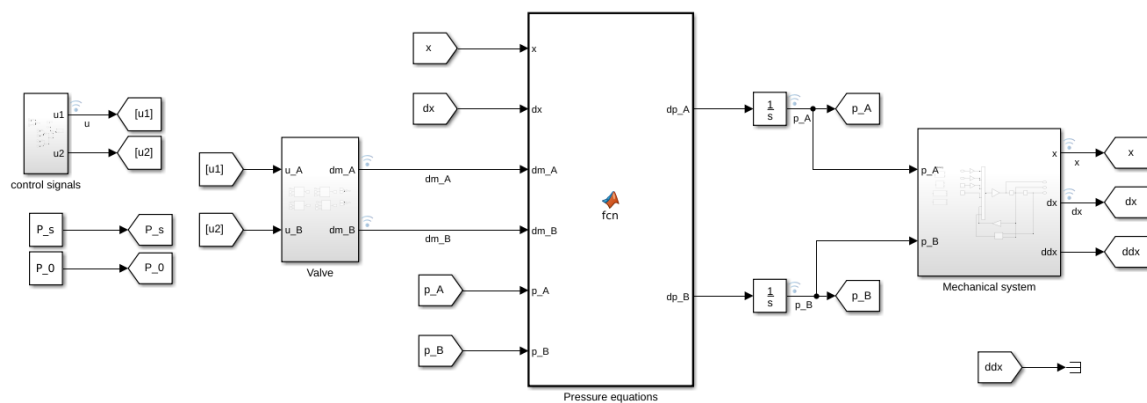 u1
u
[u1]
u2
[u2]
control signals
P_s
P_s
P_0
P_0
[u1]
[u2]
u_A
dm_A
u_B
dm_B
Valve
dm_A
dm_B
x
dx
p_A
p_B
x
dx
dm_A
dm_B
p_A
p_B
fcn
dp_A
dp_B
Pressure equations
1
s
p_A
p_A
1
s
p_B
p_B
p_A
p_B
x
dx
ddx
Mechanical system
x
x
dx
dx
ddx
ddx